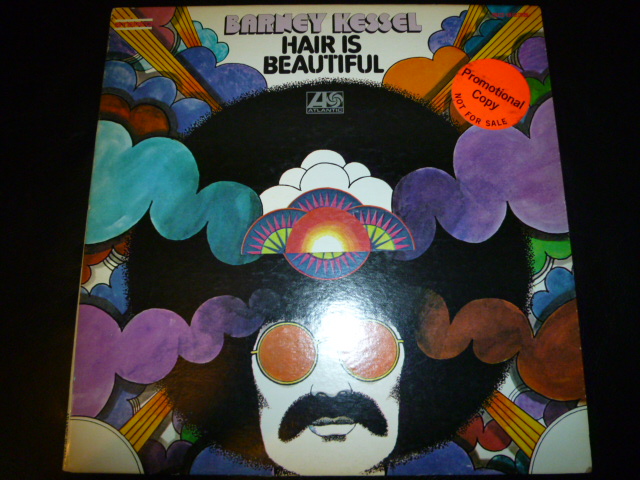 BARNEY KESSEL
HAIR IS
BEAUTIFUL
ATLANTIC
Promotional
Copy
NOT FOR SALE